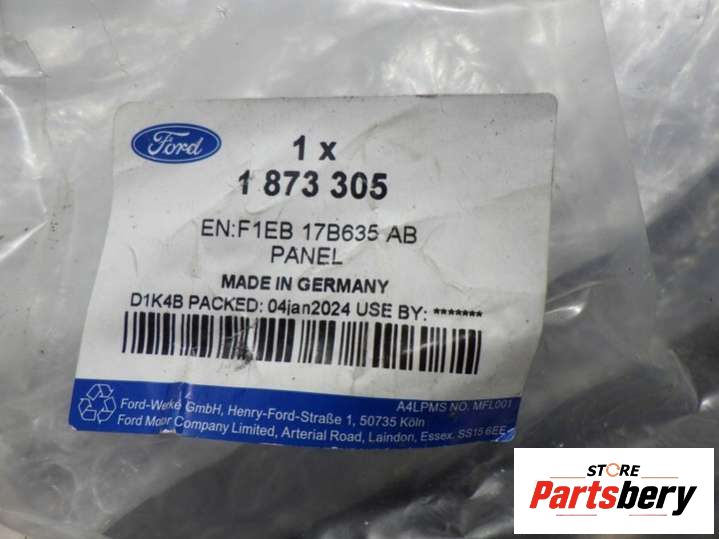 Ford
1 x
1 873 305
EN:F1EB 17B635 AB
PANEL
MADE IN GERMANY
D1K4B PACKED: 04jan2024 USE BY: *******
A4LPMS NO. MFL001
Ford-Werke GmbH, Henry-Ford-Straße 1, 50735 Köln
Ford Motor Company Limited, Arterial Road, Laindon, Essex. SS15 6EE
STORE
Partsbery